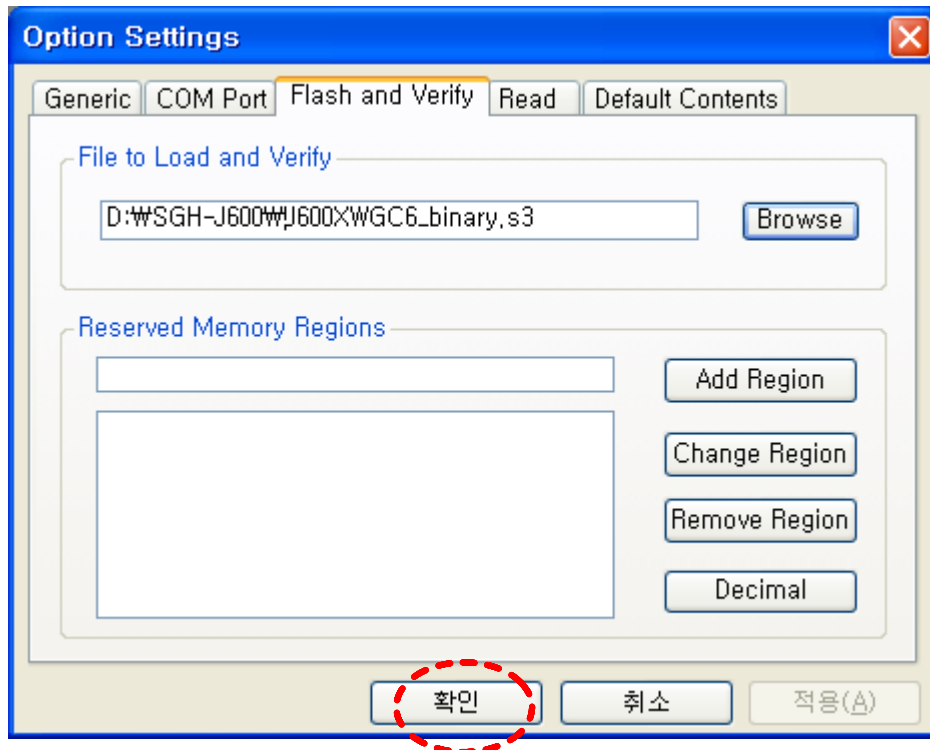 Option Settings
Generic COM Port Flash and Verify Read Default Contents
File to Load and Verify
D:₩SGH-J600₩J600XWGC6_binary,s3 Browse
Reserved Memory Regions
Add Region
Change Region
Remove Region
Decimal
확인 취소 적용(A)